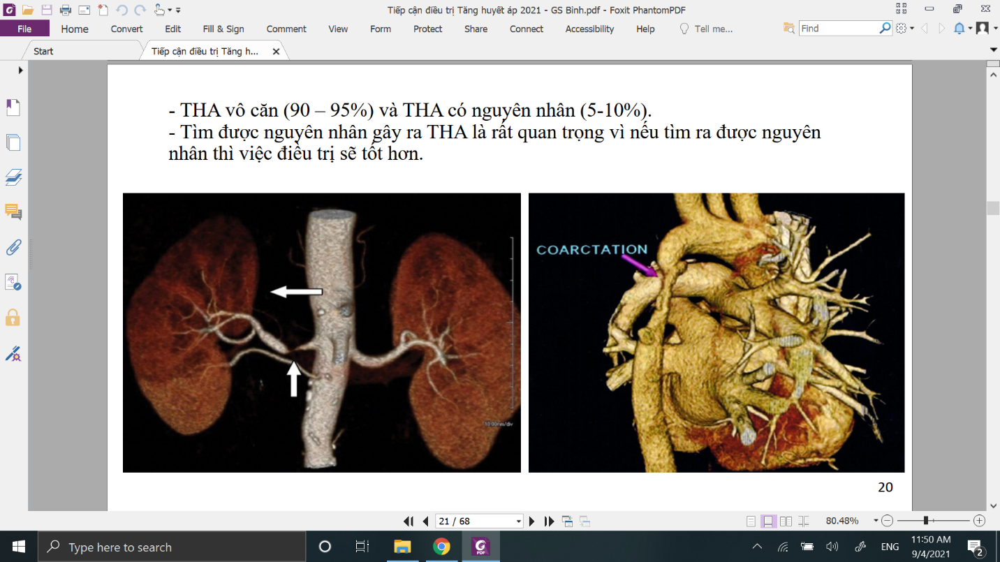 Tiếp cận điều trị Tăng huyết áp 2021 - GS Binh.pdf - Foxit PhantomPDF
File Home Convert Edit Fill & Sign Comment View Form Protect Share Connect Accessibility Help Tell me... Find
Start Tiếp cận điều trị Tăng h...
- THA vô căn (90 – 95%) và THA có nguyên nhân (5-10%).
- Tìm được nguyên nhân gây ra THA là rất quan trọng vì nếu tìm ra được nguyên
nhân thì việc điều trị sẽ tốt hơn.
COARCTATION
10.00mm/div
20
21 / 68
80.48%
Type here to search
PDF
ENG
11:50 AM
9/4/2021
2